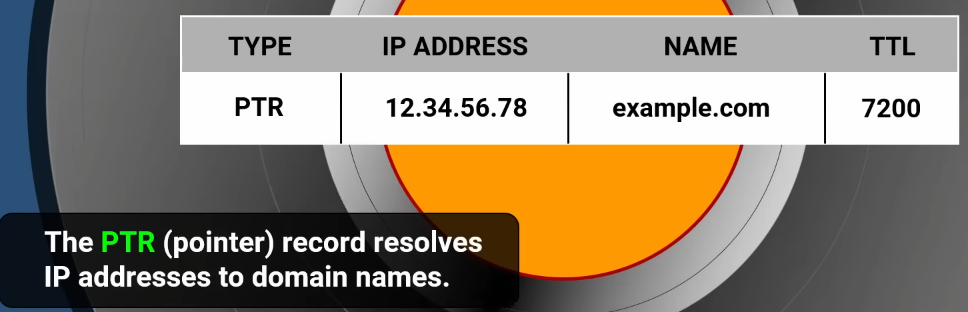 TYPE IP ADDRESS NAME TTL
PTR 12.34.56.78 example.com 7200
The PTR (pointer) record resolves
IP addresses to domain names.